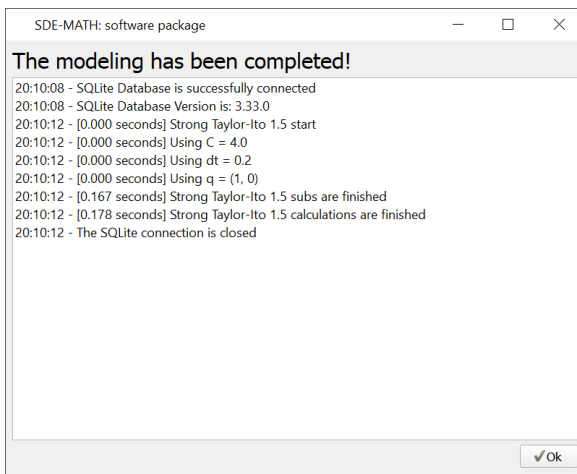 SDE-MATH: software package
The modeling has been completed!
20:10:08 - SQLite Database is successfully connected
20:10:08 - SQLite Database Version is: 3.33.0
20:10:12 - [0.000 seconds] Strong Taylor-Ito 1.5 start
20:10:12 - [0.000 seconds] Using C = 4.0
20:10:12 - [0.000 seconds] Using dt = 0.2
20:10:12 - [0.000 seconds] Using q = (1, 0)
20:10:12 - [0.167 seconds] Strong Taylor-Ito 1.5 subs are finished
20:10:12 - [0.178 seconds] Strong Taylor-Ito 1.5 calculations are finished
20:10:12 - The SQLite connection is closed
Ok